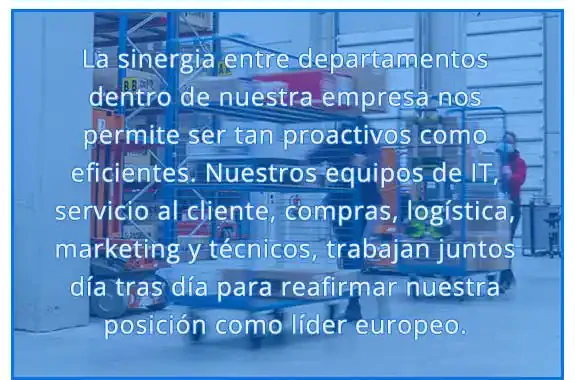 La sinergia entre departamentos
dentro de nuestra empresa nos
permite ser tan proactivos como
eficientes. Nuestros equipos de IT,
servicio al cliente, compras, logística,
marketing y técnicos, trabajan juntos
día tras día para reafirmar nuestra
posición como líder europeo.